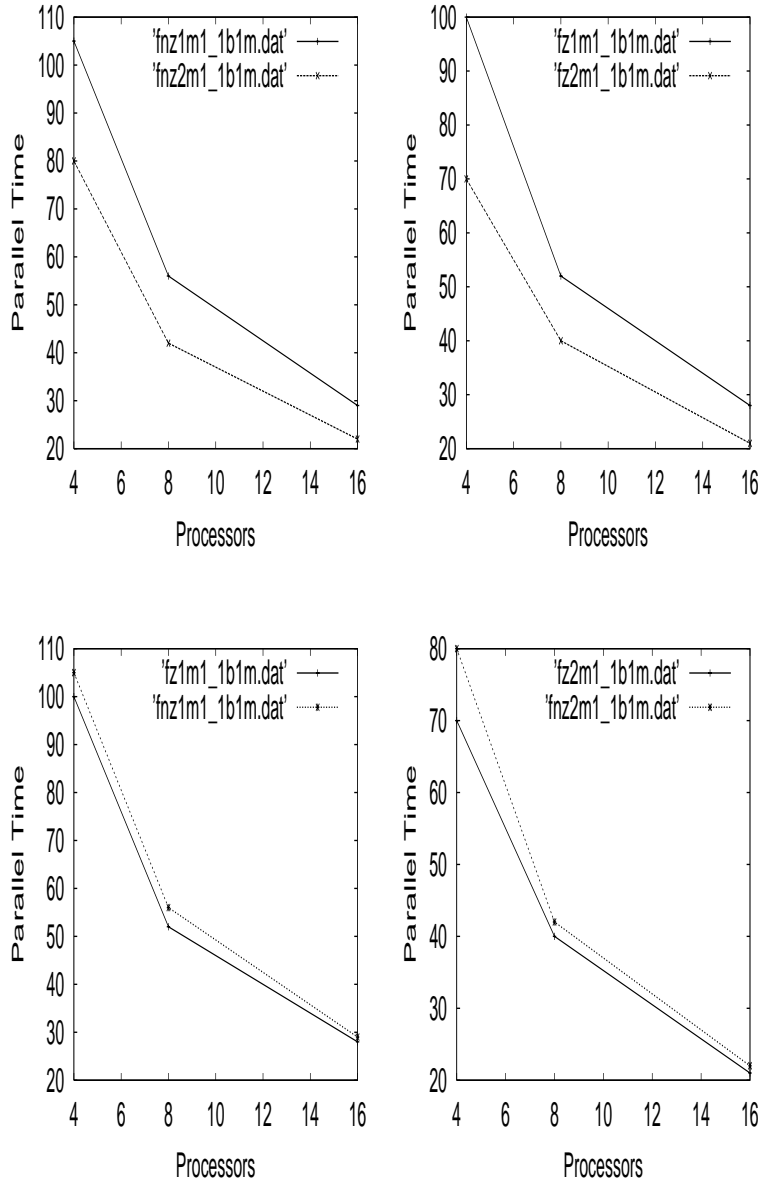 110
100
90
80
70
60
50
40
30
20
4 6 8 10 12 14 16
Parallel Time
Processors
'fnz1m1_1b1m.dat'
'fnz2m1_1b1m.dat'
100
90
80
70
60
50
40
30
20
4 6 8 10 12 14 16
Parallel Time
Processors
'fz1m1_1b1m.dat'
'fz2m1_1b1m.dat'
110
100
90
80
70
60
50
40
30
20
4 6 8 10 12 14 16
Parallel Time
Processors
'fz1m1_1b1m.dat'
'fnz1m1_1b1m.dat'
80
70
60
50
40
30
20
4 6 8 10 12 14 16
Parallel Time
Processors
'fz2m1_1b1m.dat'
'fnz2m1_1b1m.dat'